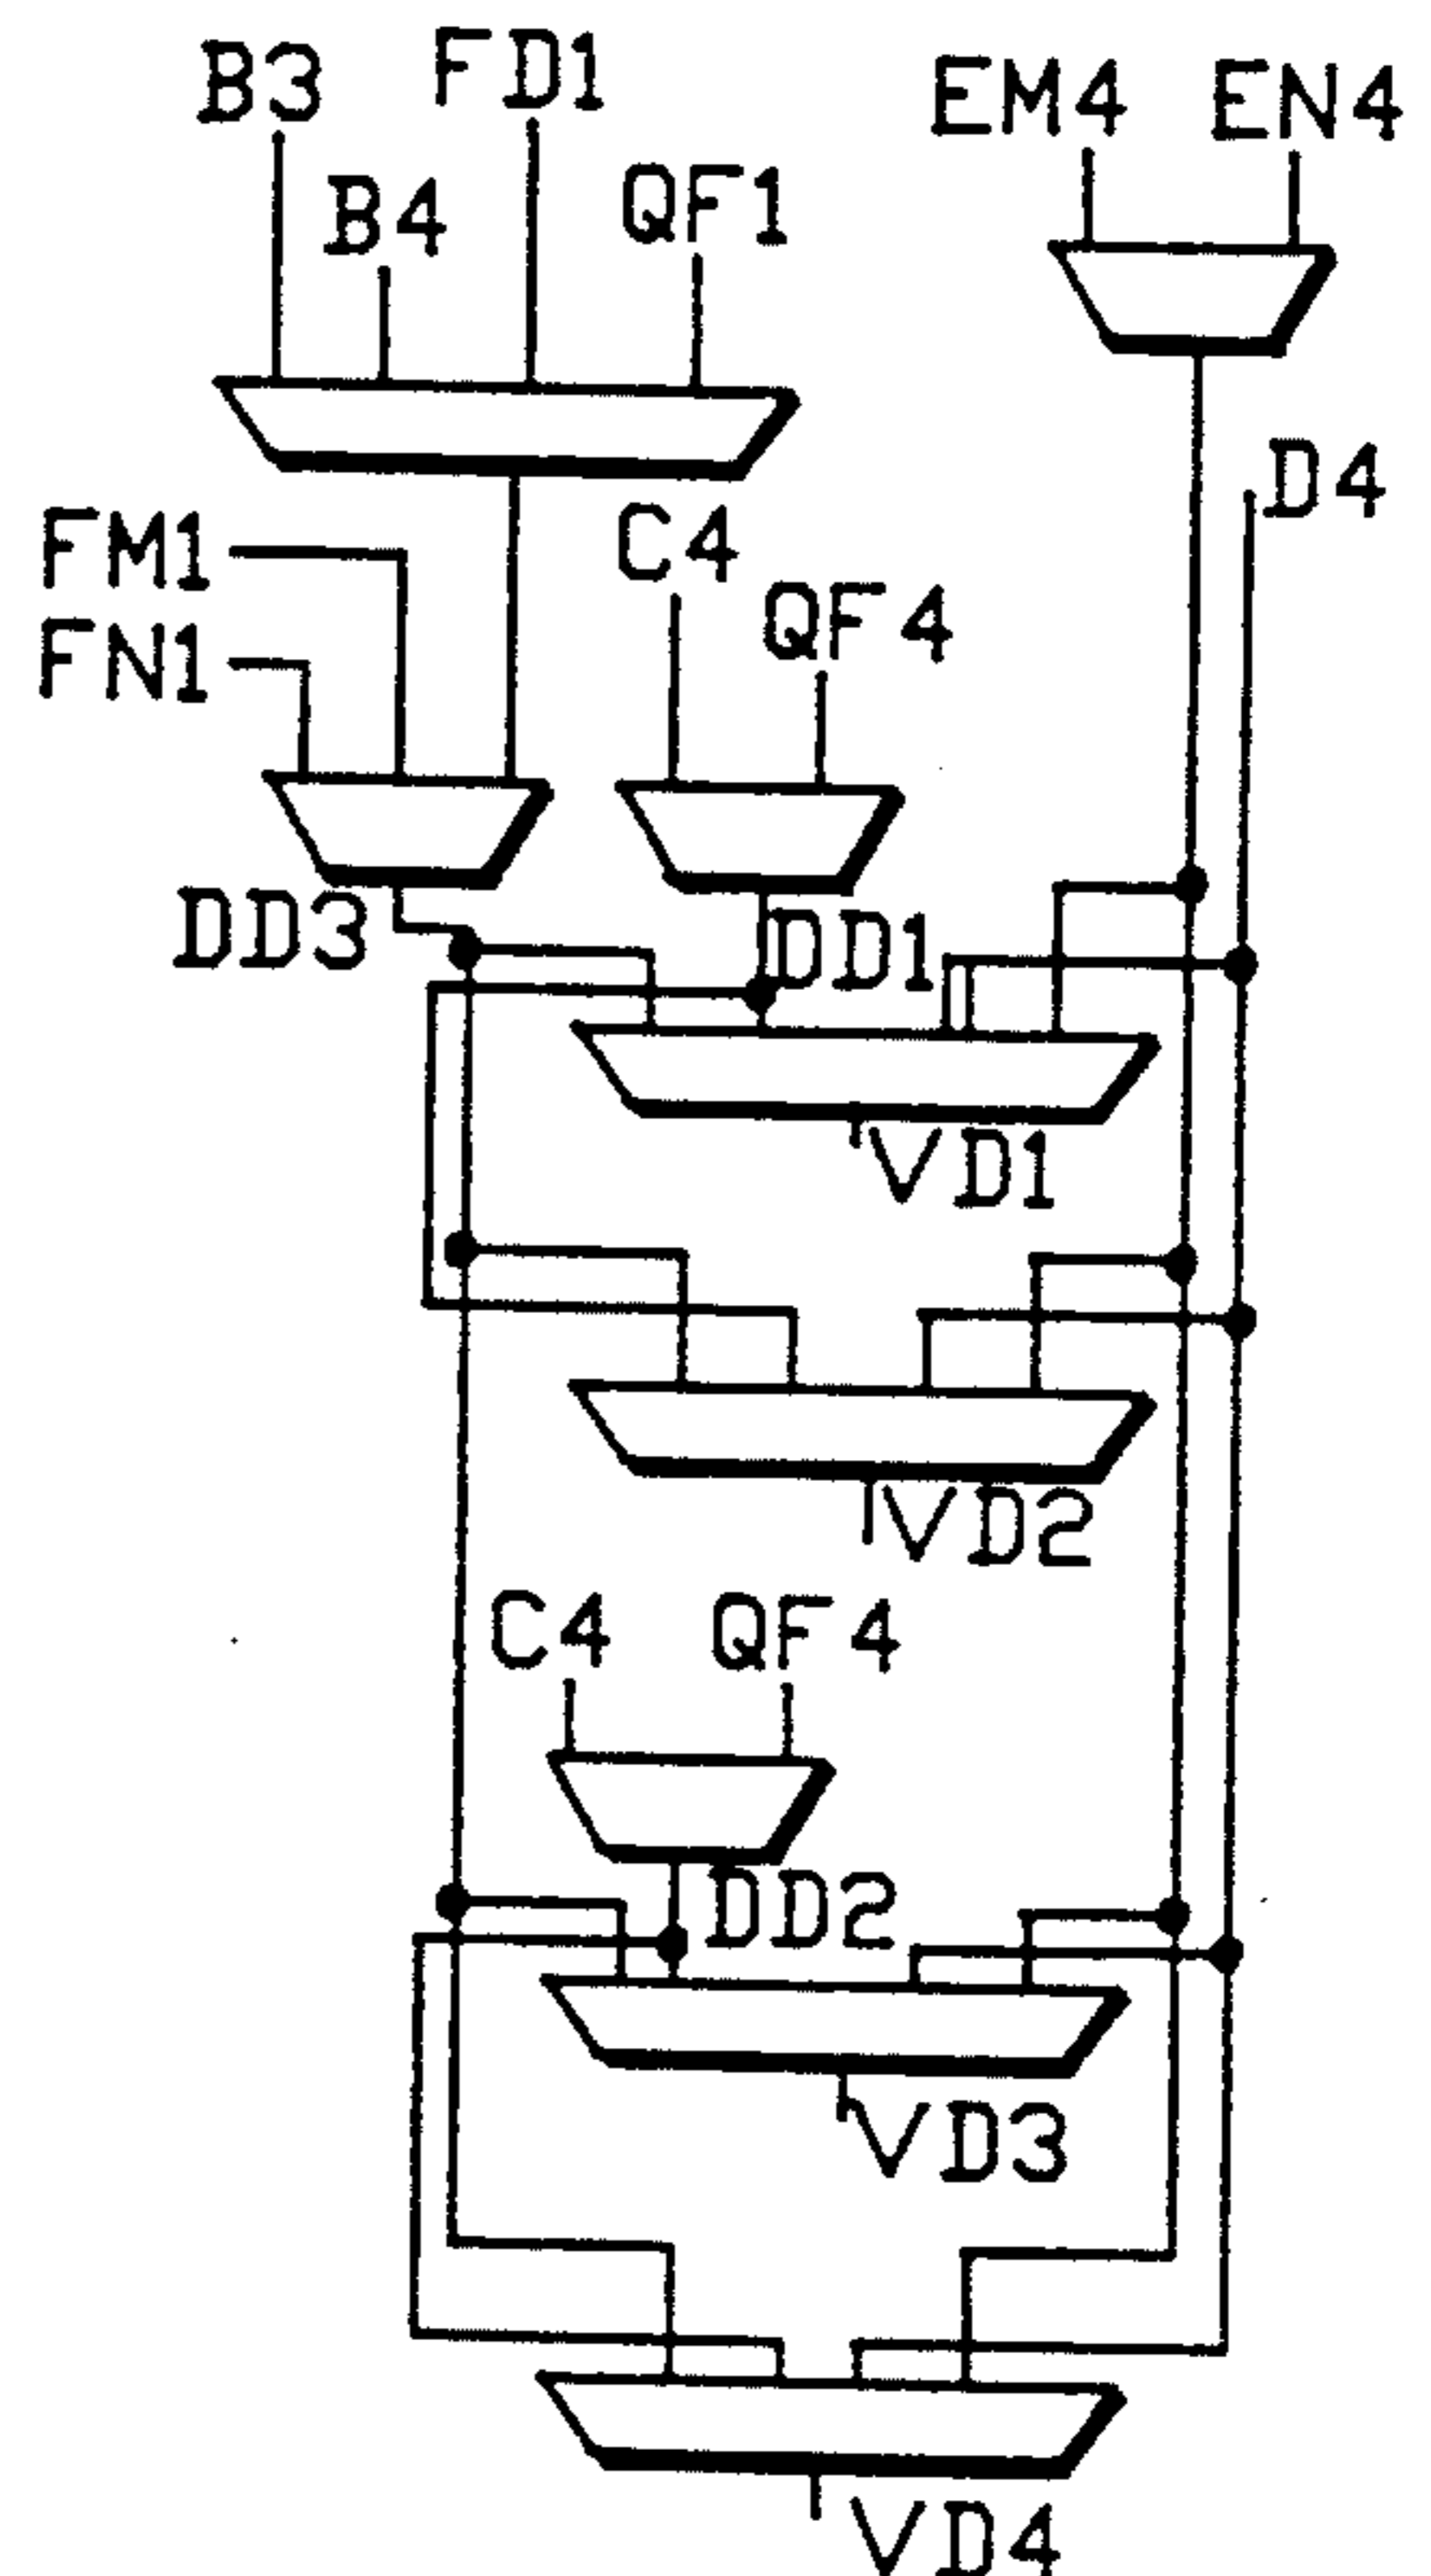 B3 FD1 EM4 EN4
B4 QF1
D4
FM1 C4
QF4
FN1
DD3 DD1
VD1
VD2
C4 QF4
DD2
VD3
VD4